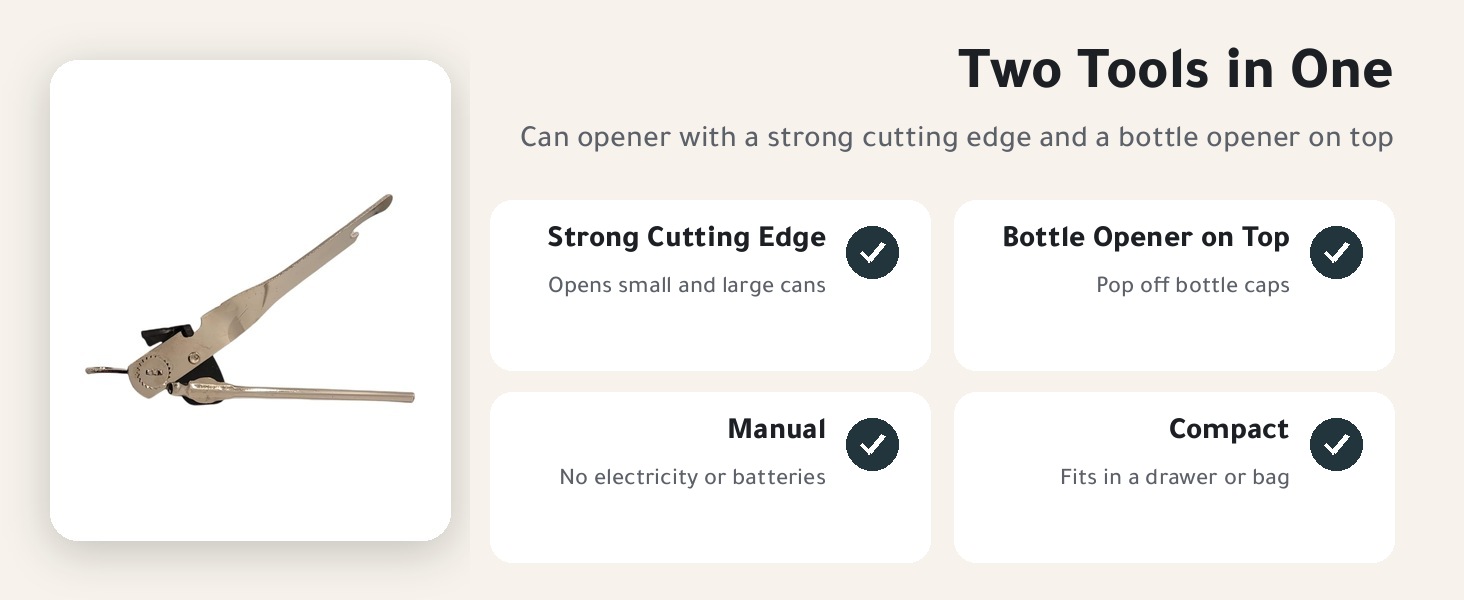 Two Tools in One
Can opener with a strong cutting edge and a bottle opener on top
Bottle Opener on Top
Pop off bottle caps
Strong Cutting Edge
Opens small and large cans
Compact
Fits in a drawer or bag
Manual
No electricity or batteries